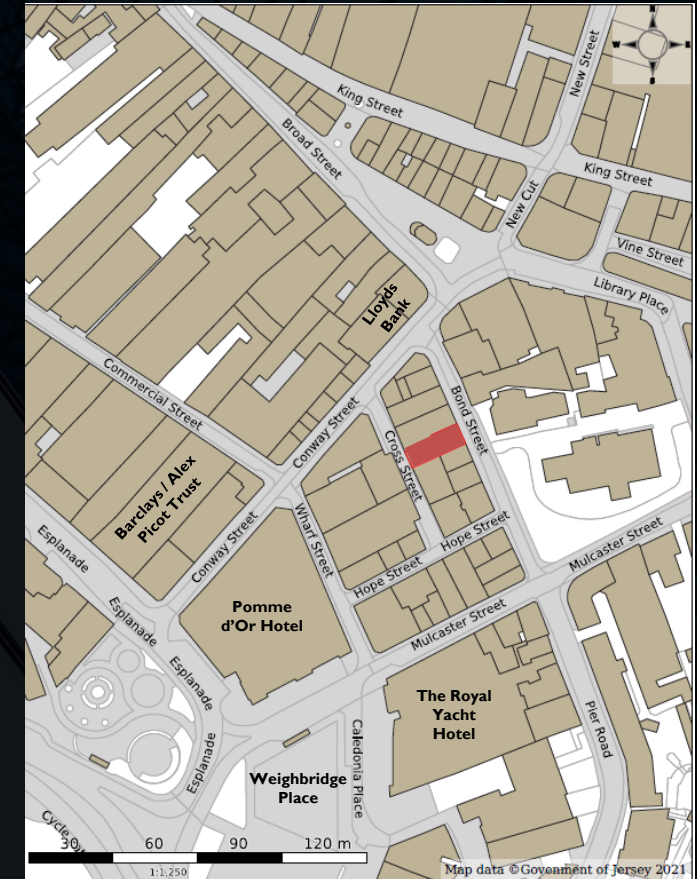 N
W
E
S
New Street
King Street
Broad Street
King Street
New Cut
Vine Street
Library Place
Lloyds
Bank
Commercial Street
Conway Street
Bond Street
Cross Street
Barclays / Alex
Picot Trust
Wharf Street
Esplanade
Conway Street
Hope Street
Hope Street
Mulcaster Street
Esplanade
Pomme
d'Or Hotel
Mulcaster Street
Esplanade
The Royal
Yacht
Hotel
Pier Road
Esplanade
Caledonia Place
Weighbridge
Place
30 60 90 120 m
1:1,250
Map data ©Govenment of Jersey 2021